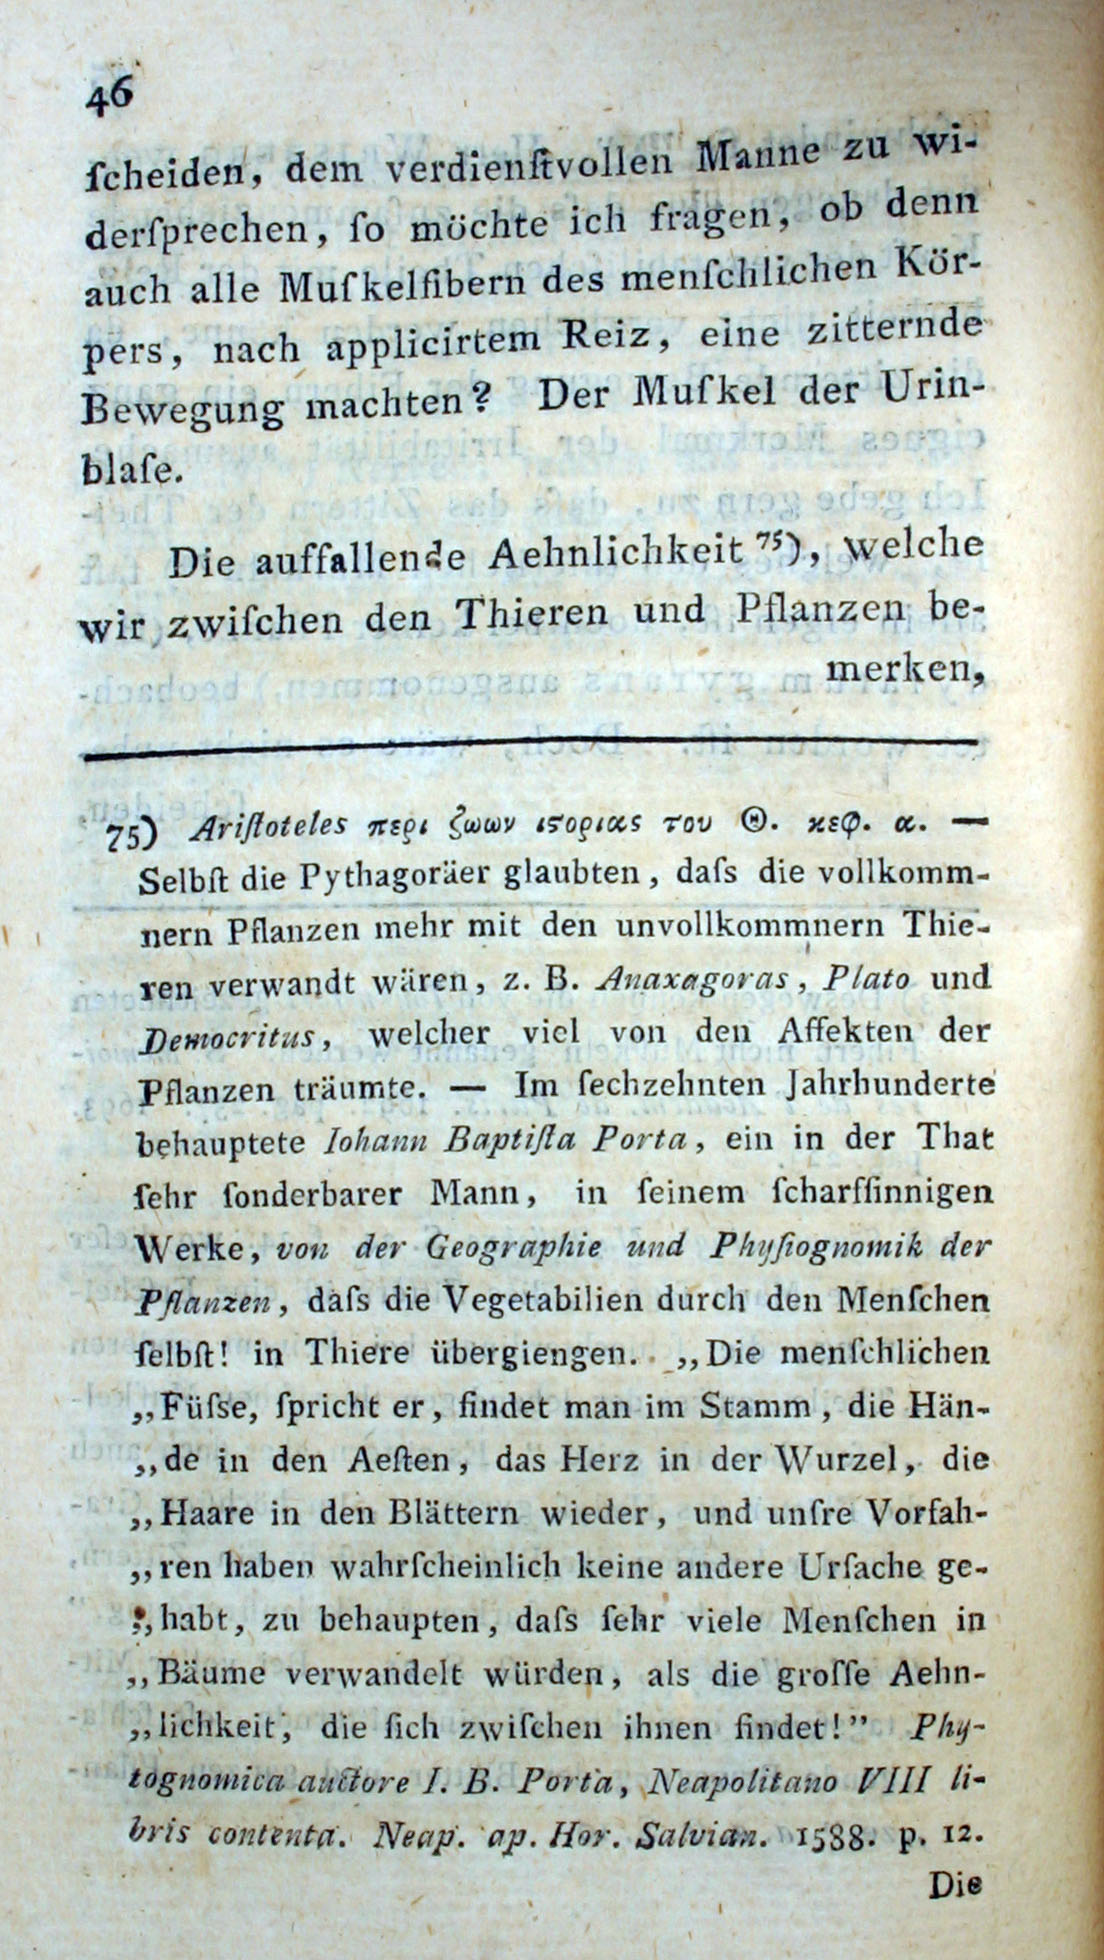 46
ſcheiden, dem verdienſtvollen Manne zu wi-
derſprechen, ſo möchte ich fragen, ob denn
auch alle Muſkelfibern des menſchlichen Kör-
pers, nach applicirtem Reiz, eine zitternde
Bewegung machten? Der Muſkel der Urin-
blaſe.
Die auffallende Aehnlichkeit ⁷⁵), welche
wir zwiſchen den Thieren und Pflanzen be-
merken,
75) Ariſtoteles περι ζωων ιϛοριας του Θ. κεφ. α. —
Selbſt die Pythagoräer glaubten, daſs die vollkomm-
nern Pflanzen mehr mit den unvollkommnern Thie-
ren verwandt wären, z. B. Anaxagoras, Plato und
Democritus, welcher viel von den Affekten der
Pflanzen träumte. — Im ſechzehnten Jahrhunderte
behauptete Iohann Baptiſta Porta, ein in der That
ſehr ſonderbarer Mann, in ſeinem ſcharfſinnigen
Werke, von der Geographie und Phyſiognomik der
Pflanzen, daſs die Vegetabilien durch den Menſchen
ſelbſt! in Thiere übergiengen. „Die menſchlichen
„Füſse, ſpricht er, findet man im Stamm, die Hän-
„de in den Aeſten, das Herz in der Wurzel, die
„Haare in den Blättern wieder, und unſre Vorfah-
„ren haben wahrſcheinlich keine andere Urſache ge-
„habt, zu behaupten, daſs ſehr viele Menſchen in
„Bäume verwandelt würden, als die groſſe Aehn-
„lichkeit, die ſich zwiſchen ihnen findet!” Phy-
tognomica auctore I. B. Porta, Neapolitano VIII li-
bris contenta. Neap. ap. Hor. Salvian. 1588. p. 12.
Die